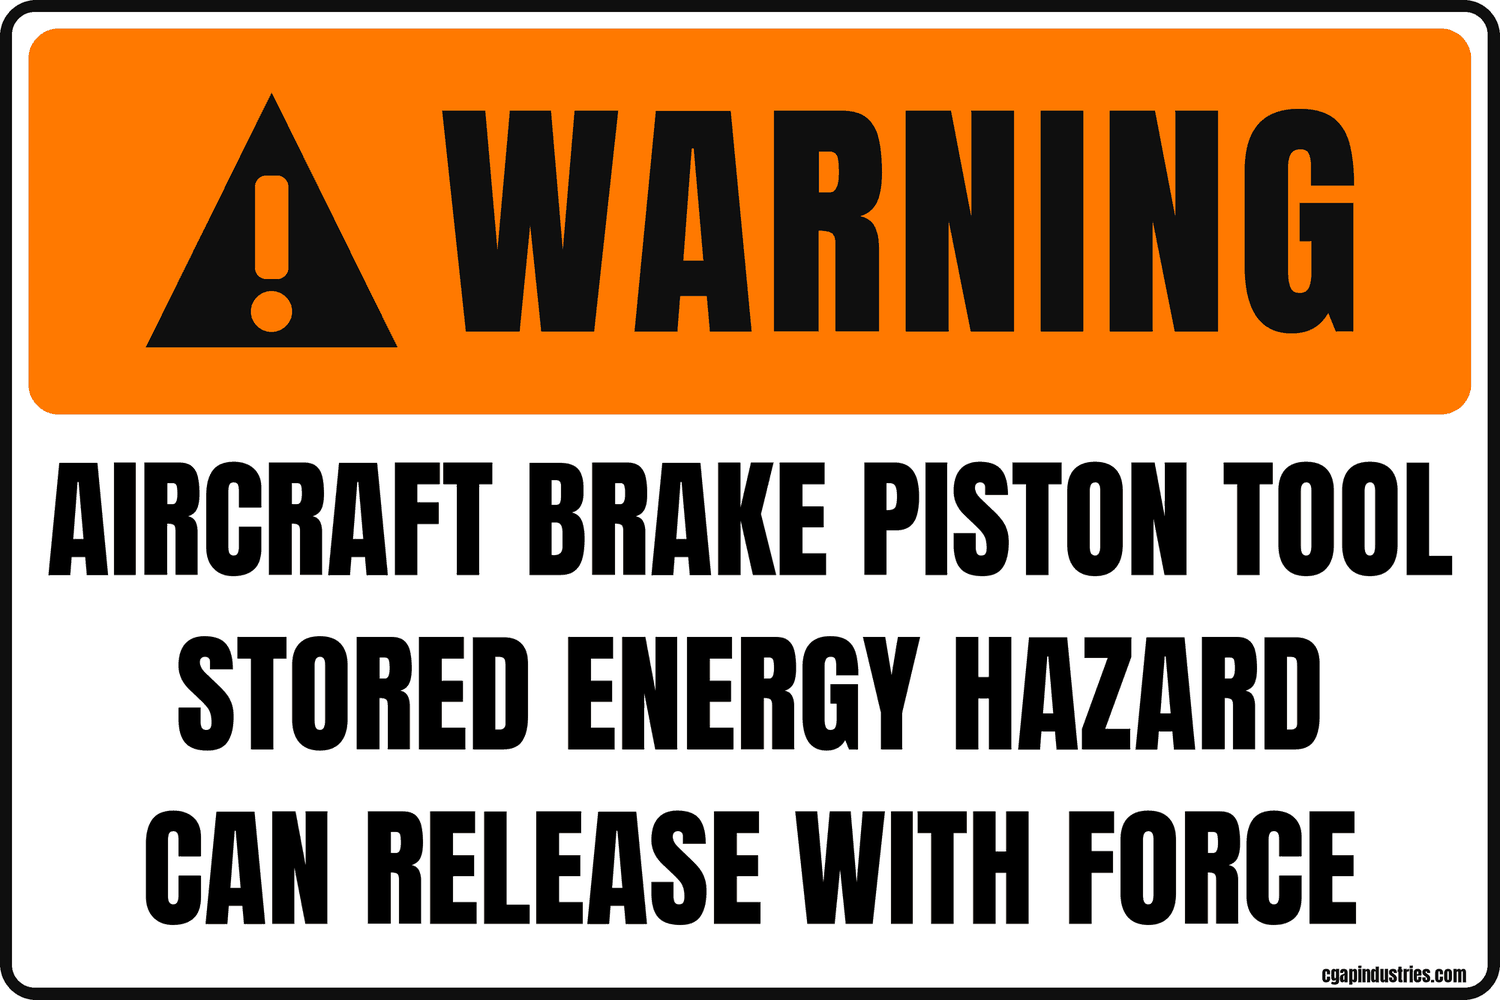 WARNING
AIRCRAFT BRAKE PISTON TOOL
STORED ENERGY HAZARD
CAN RELEASE WITH FORCE
cgapindustries.com